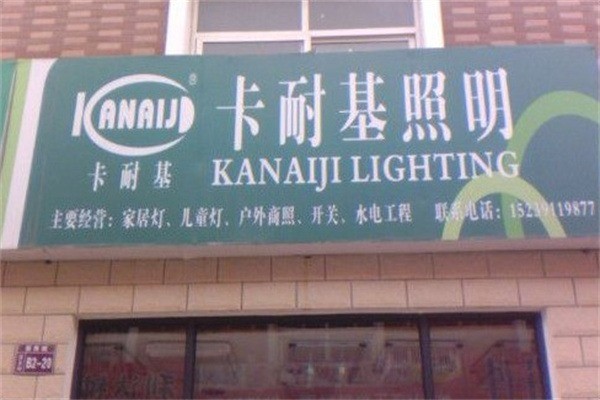 KANAIJI ®
卡耐基
卡耐基照明
KANAIJI LIGHTING
主要经营：家居灯、儿童灯、户外商照、开关、水电工程 联系电话：15239119877
B2-20